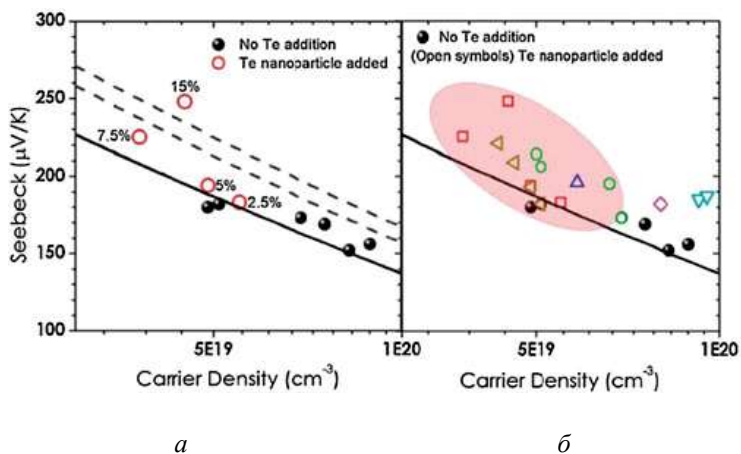 300
250
200
150
100
Seebeck (μV/K)
No Te addition
Te nanoparticle added
15%
7.5%
5%
2.5%
5E19
1E20
Carrier Density (cm⁻³)
No Te addition
(Open symbols) Te nanoparticle added
5E19
1E20
Carrier Density (cm⁻³)
а
б